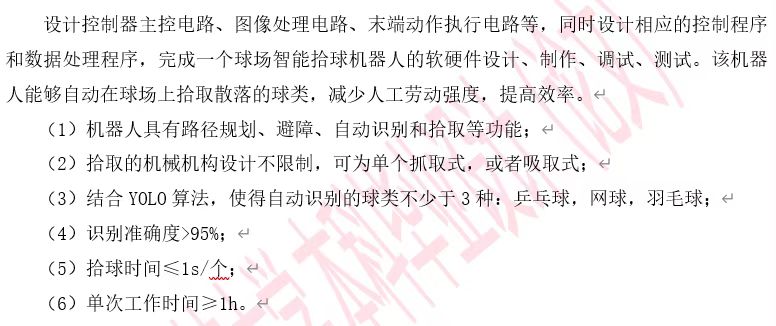 设计控制器主控电路、图像处理电路、末端动作执行电路等，同时设计相应的控制程序
和数据处理程序，完成一个球场智能拾球机器人的软硬件设计、制作、调试、测试。该机器
人能够自动在球场上拾取散落的球类，减少人工劳动强度，提高效率。
（1）机器人具有路径规划、避障、自动识别和拾取等功能；
（2）拾取的机械机构设计不限制，可为单个抓取式，或者吸取式；
（3）结合 YOLO 算法，使得自动识别的球类不少于 3 种：乒乓球，网球，羽毛球；
（4）识别准确度>95%；
（5）拾球时间≤1s/个；
（6）单次工作时间≥1h。